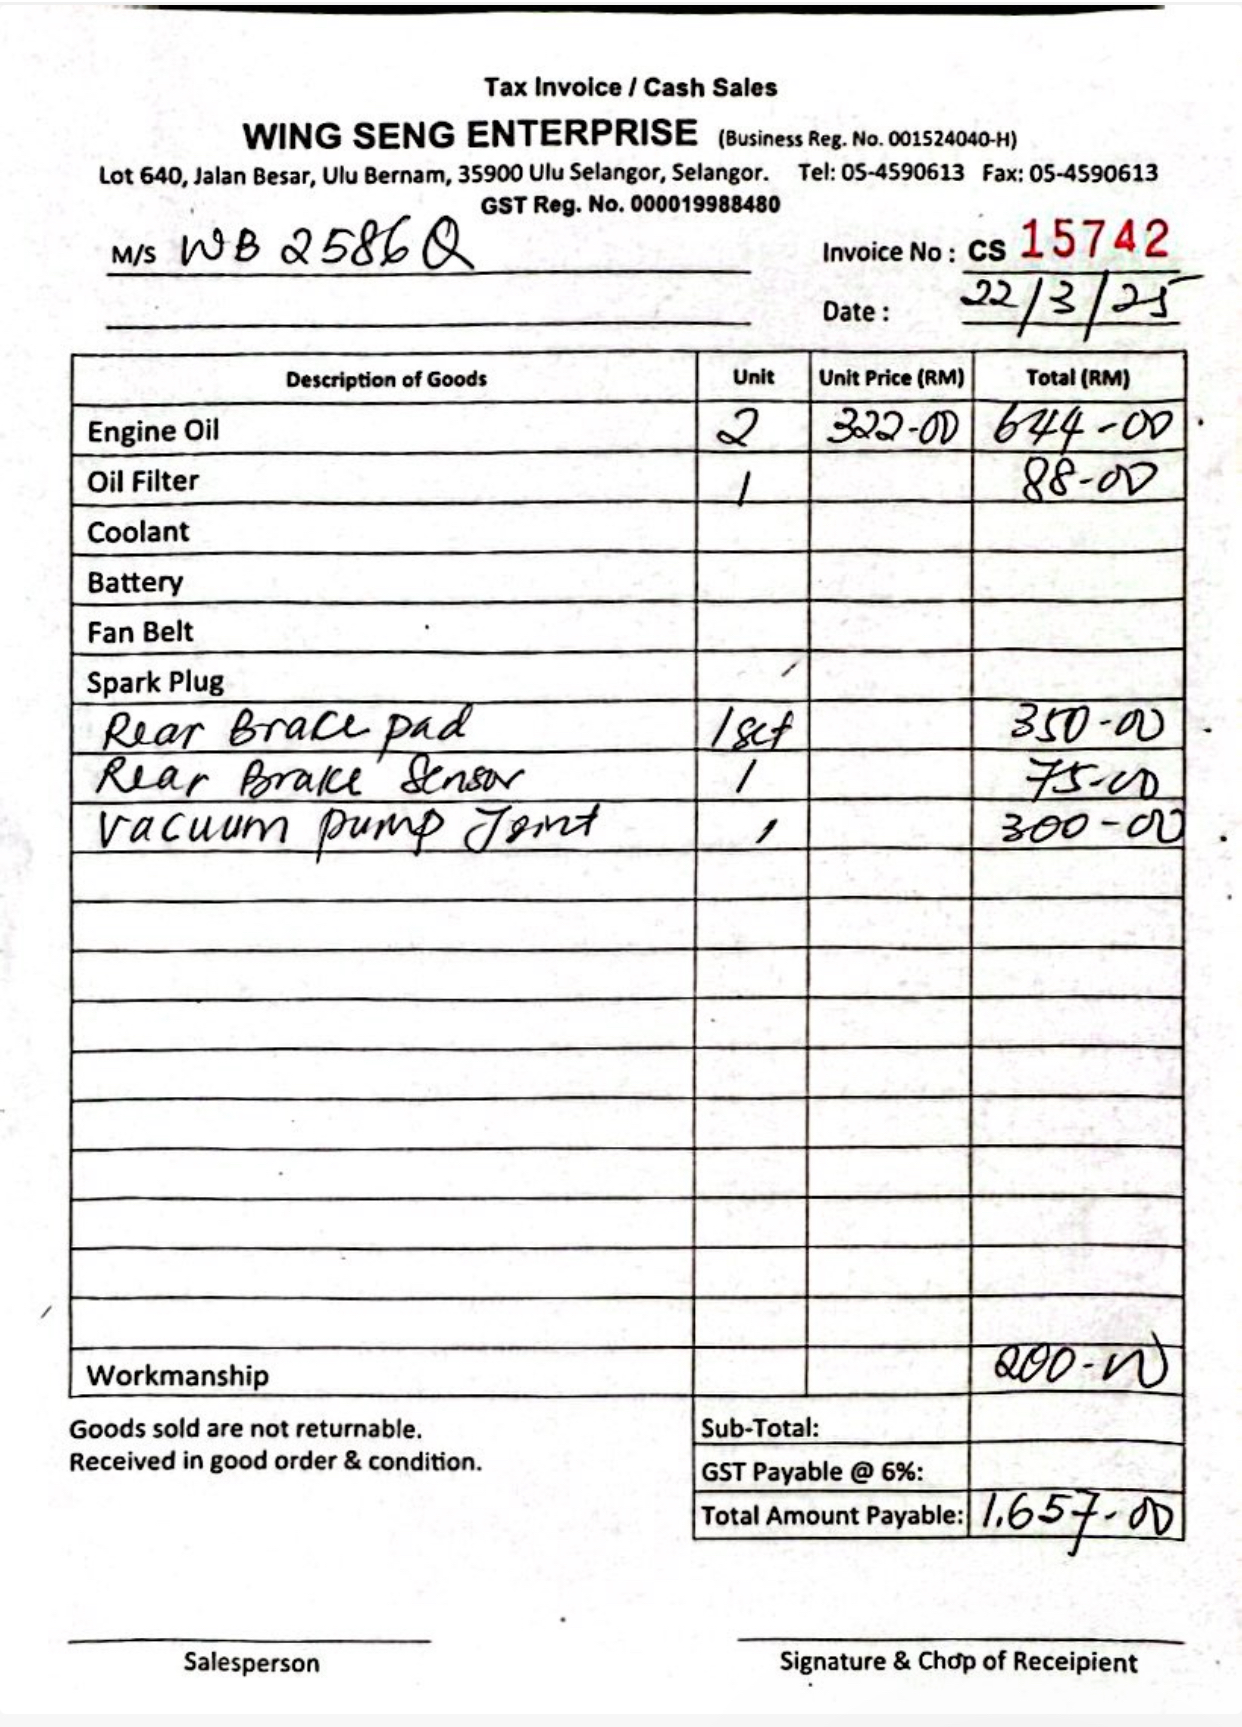 Tax Invoice / Cash Sales
WING SENG ENTERPRISE (Business Reg. No. 001524040-H)
Lot 640, Jalan Besar, Ulu Bernam, 35900 Ulu Selangor, Selangor. Tel: 05-4590613 Fax: 05-4590613
GST Reg. No. 000019988480
M/S WB 2586Q Invoice No : CS 15742
Date : 22/3/25
Description of Goods Unit Unit Price (RM) Total (RM)
Engine Oil 2 322-00 644-00
Oil Filter 1 88-00
Coolant
Battery
Fan Belt
Spark Plug
Rear Brace pad 1 set 350-00
Rear Brake Sensor 1 75-00
Vacuum pump Joint 1 300-00
Workmanship 200-00
Goods sold are not returnable. Sub-Total:
Received in good order & condition. GST Payable @ 6%:
Total Amount Payable: 1,657-00
Salesperson Signature & Chop of Receipient